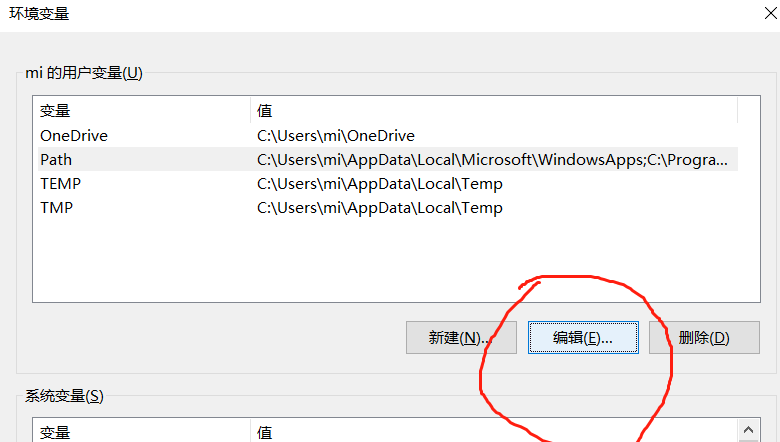 环境变量
mi 的用户变量(U)
变量 值
OneDrive C:\Users\mi\OneDrive
Path C:\Users\mi\AppData\Local\Microsoft\WindowsApps;C:\Progra...
TEMP C:\Users\mi\AppData\Local\Temp
TMP C:\Users\mi\AppData\Local\Temp
新建(N)... 编辑(E)... 删除(D)
系统变量(S)
变量 值